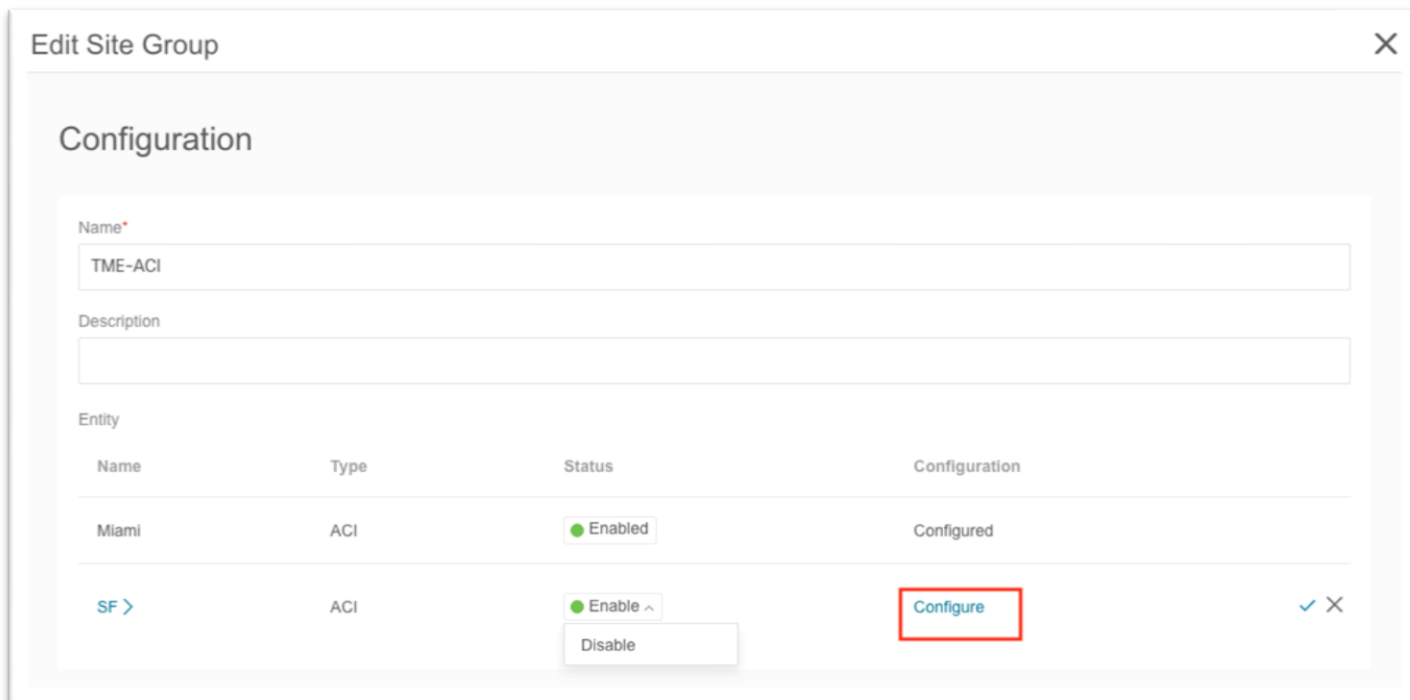 Edit Site Group
Configuration
Name*
TME-ACI
Description
Entity
Name Type Status Configuration
Miami ACI Enabled Configured
SF ACI Enable Configure
Disable